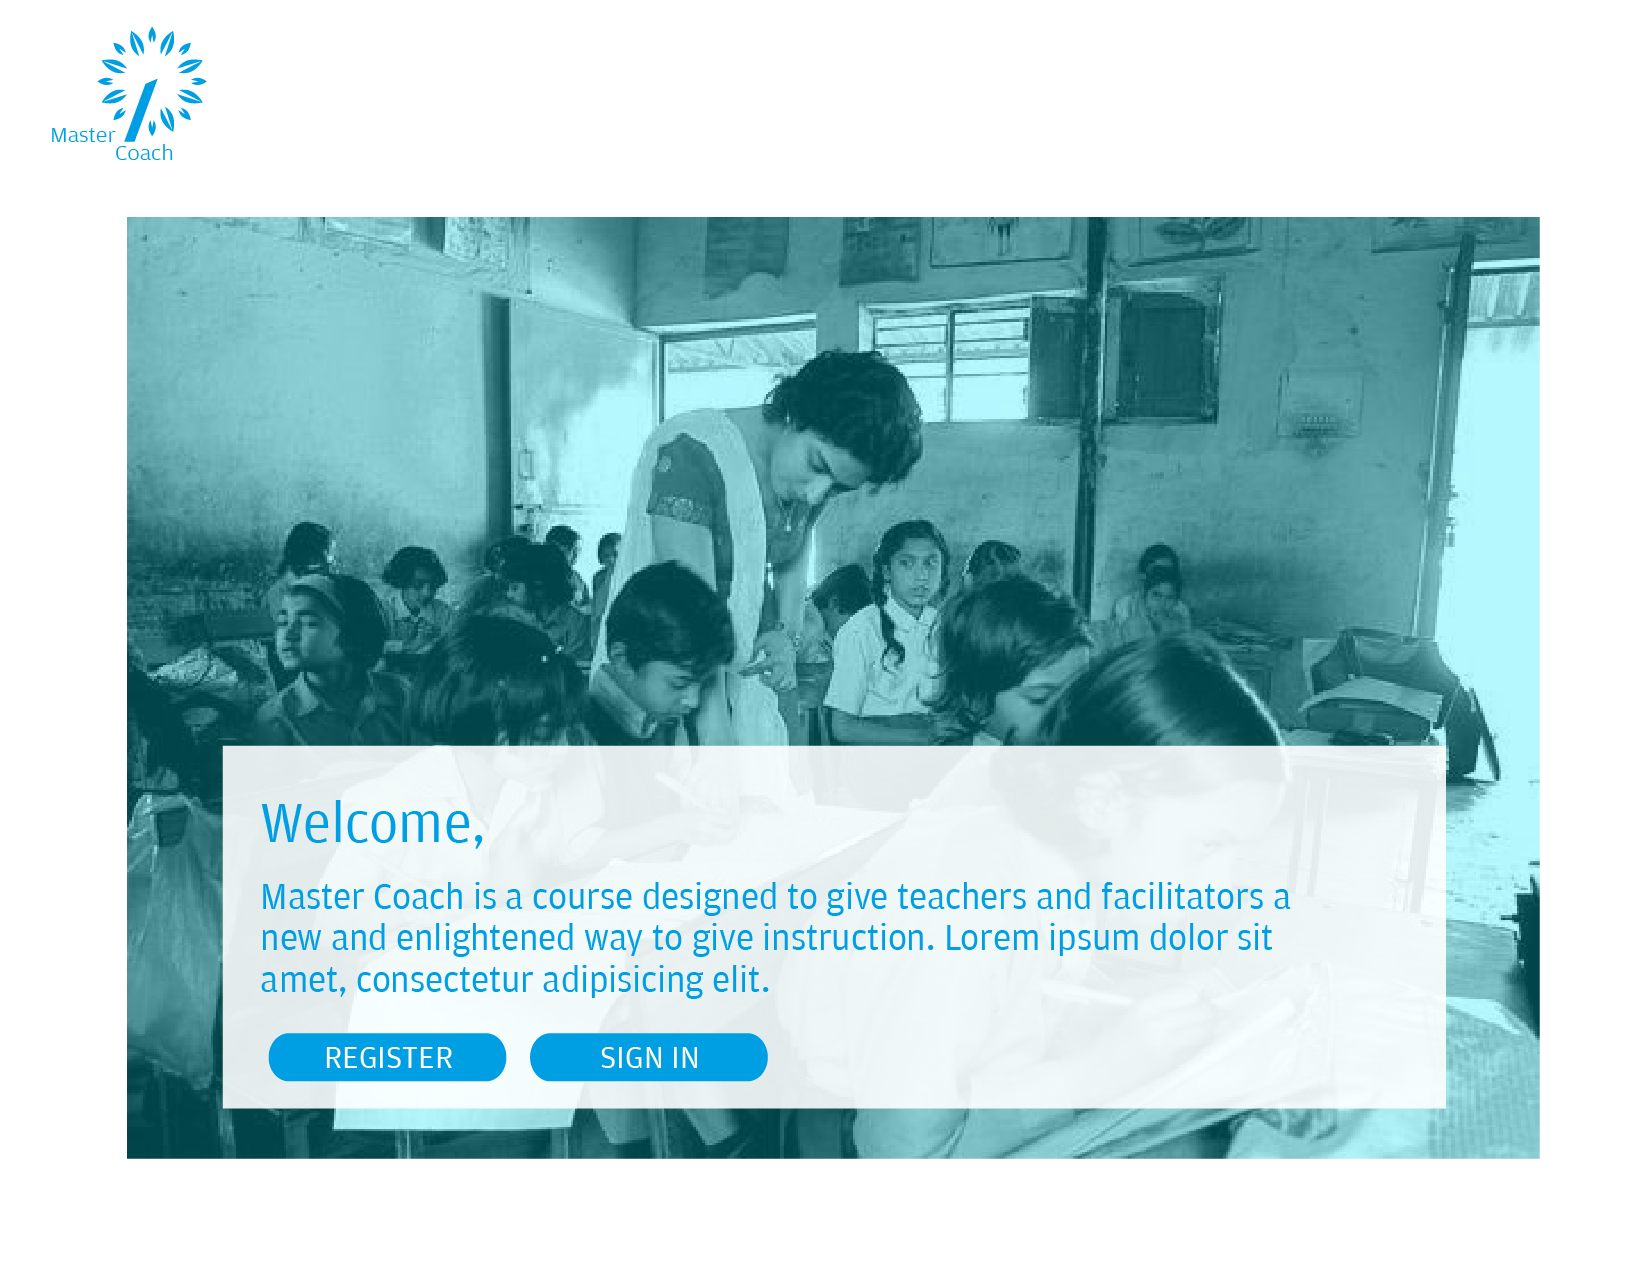 Master
Coach
Welcome,
Master Coach is a course designed to give teachers and facilitators a
new and enlightened way to give instruction. Lorem ipsum dolor sit
amet, consectetur adipisicing elit.
REGISTER
SIGN IN